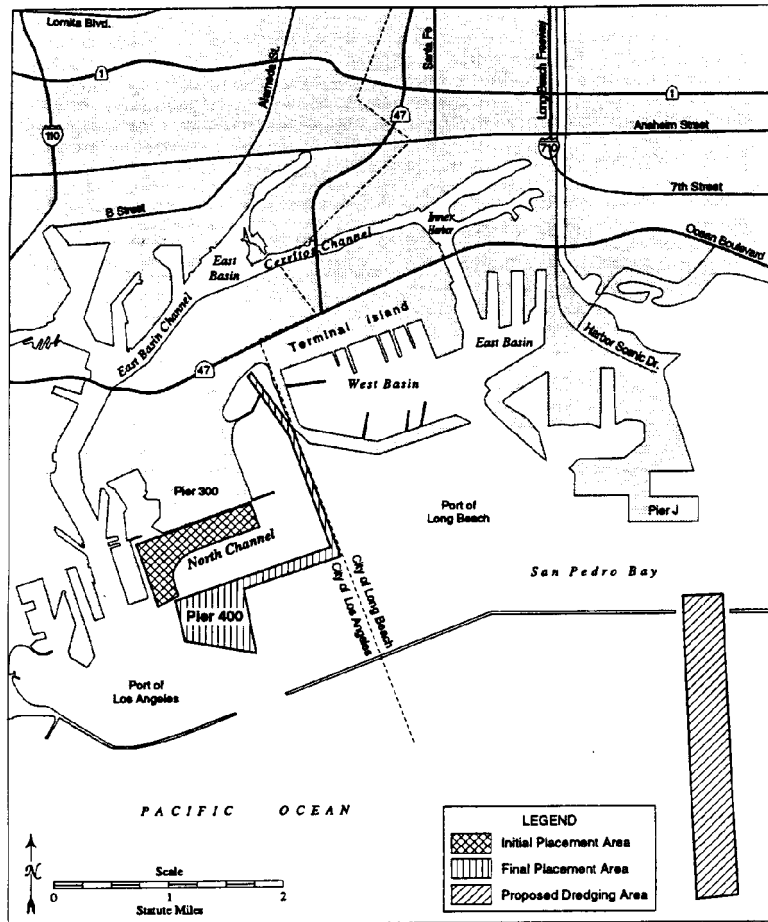 Lomita Blvd.
Alameda St.
Santa Fe
Long Beach Freeway
1
47
1
110
710
Anaheim Street
7th Street
B Street
Inner
Harbor
Ocean Boulevard
East
Basin
Cerritos Channel
East Basin Channel
Terminal Island
East Basin
Harbor Scenic Dr.
47
West Basin
Pier 300
Port of
Long Beach
Pier J
North Channel
San Pedro Bay
City of Long Beach
City of Los Angeles
Pier 400
Port of
Los Angeles
PACIFIC OCEAN
LEGEND
Initial Placement Area
Final Placement Area
Proposed Dredging Area
N
Scale
0 1 2
Statute Miles